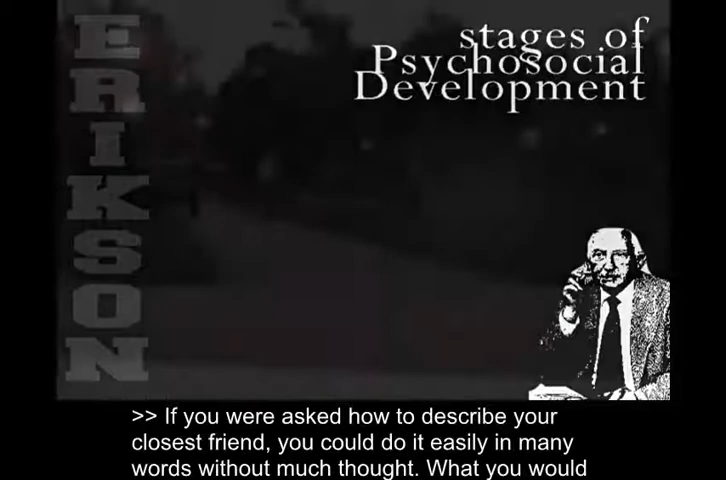 ERIKSON
stages of
Psychosocial
Development
>> If you were asked how to describe your
closest friend, you could do it easily in many
words without much thought. What you would